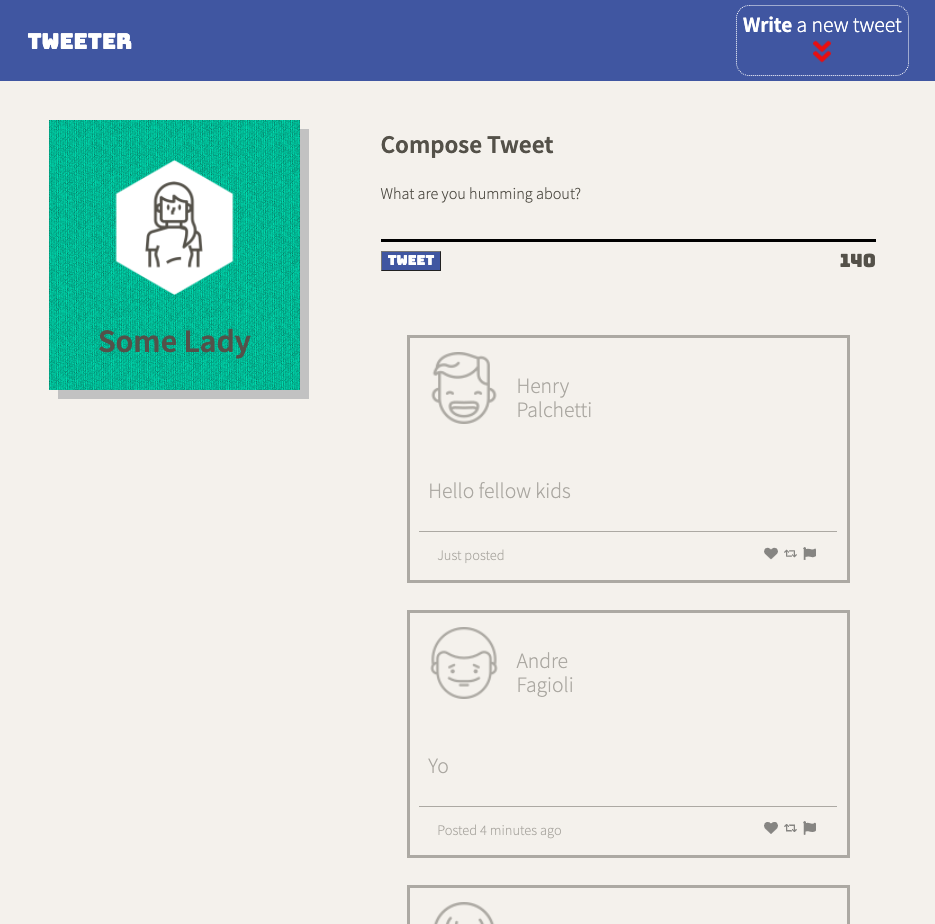 TWEETER
Write a new tweet
Some Lady
Compose Tweet
What are you humming about?
TWEET
140
Henry
Palchetti
Hello fellow kids
Just posted
Andre
Fagioli
Yo
Posted 4 minutes ago